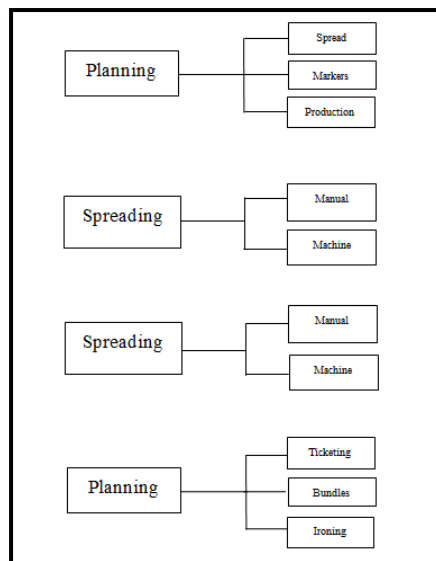 Planning
Spread
Markers
Production
Spreading
Manual
Machine
Spreading
Manual
Machine
Planning
Ticketing
Bundles
Ironing